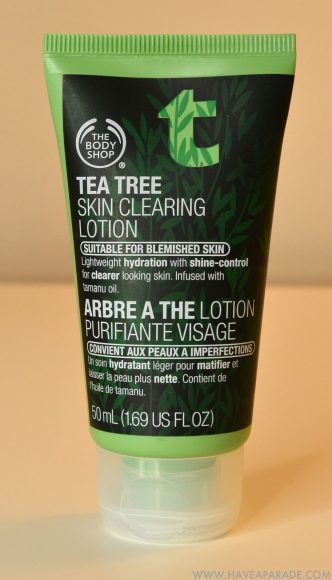 t
THE
BODY
SHOP®
TEA TREE
SKIN CLEARING
LOTION
SUITABLE FOR BLEMISHED SKIN
Lightweight hydration with shine-control
for clearer looking skin. Infused with
tamanu oil.
ARBRE A THE LOTION
PURIFIANTE VISAGE
CONVIENT AUX PEAUX A IMPERFECTIONS
Un soin hydratant léger pour matifier et
laisser la peau plus nette. Contient de
l'huile de tamanu.
50 mL (1.69 US FL OZ)
WWW.HAVEAPARADE.COM